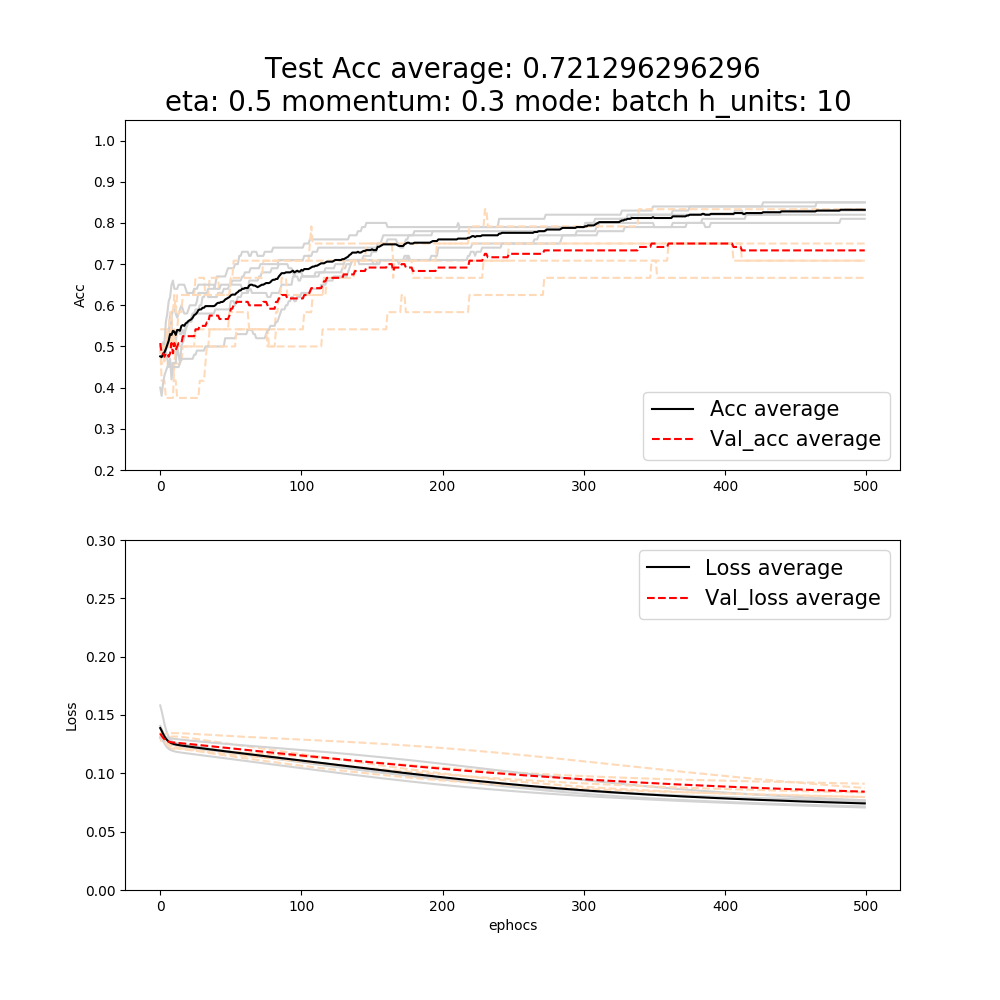 Test Acc average: 0.721296296296
eta: 0.5 momentum: 0.3 mode: batch h_units: 10
1.0
0.9
0.8
0.7
0.6
0.5
0.4
0.3
0.2
Acc
Acc average
Val_acc average
0 100 200 300 400 500
0.30
0.25
0.20
0.15
0.10
0.05
0.00
Loss
Loss average
Val_loss average
0 100 200 300 400 500
ephocs